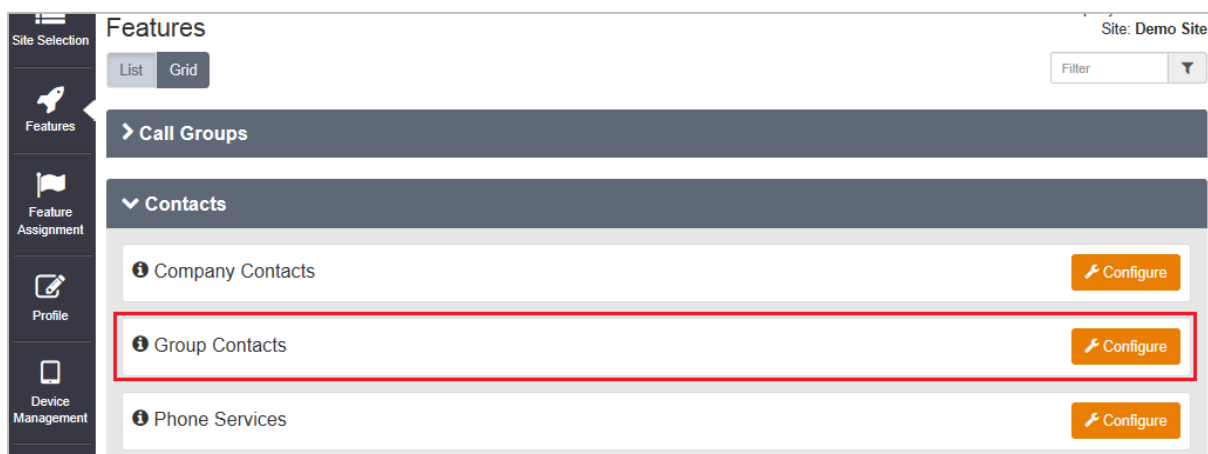 Site Selection
Features
Site: Demo Site
List Grid
Filter
Features
Call Groups
Feature
Assignment
Contacts
Company Contacts
Configure
Profile
Group Contacts
Configure
Device
Management
Phone Services
Configure